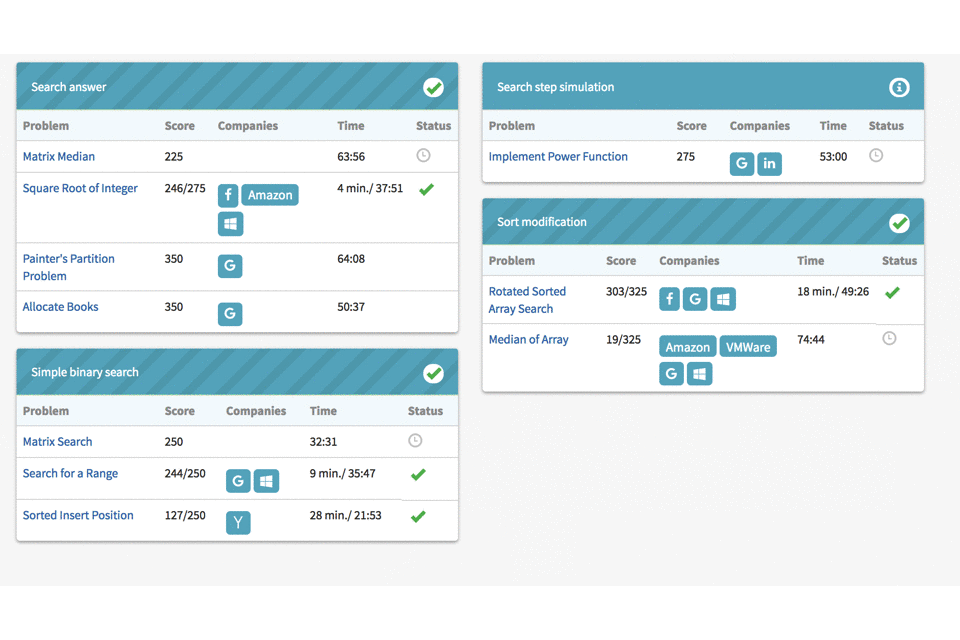 Search answer
Problem Score Companies Time Status
Matrix Median 225 63:56
Square Root of Integer 246/275 f Amazon 4 min./ 37:51
Painter's Partition Problem 350 G 64:08
Allocate Books 350 G 50:37
Simple binary search
Problem Score Companies Time Status
Matrix Search 250 32:31
Search for a Range 244/250 G 9 min./ 35:47
Sorted Insert Position 127/250 Y 28 min./ 21:53
Search step simulation
Problem Score Companies Time Status
Implement Power Function 275 G in 53:00
Sort modification
Problem Score Companies Time Status
Rotated Sorted Array Search 303/325 f G 18 min./ 49:26
Median of Array 19/325 Amazon VMWare 74:44
G